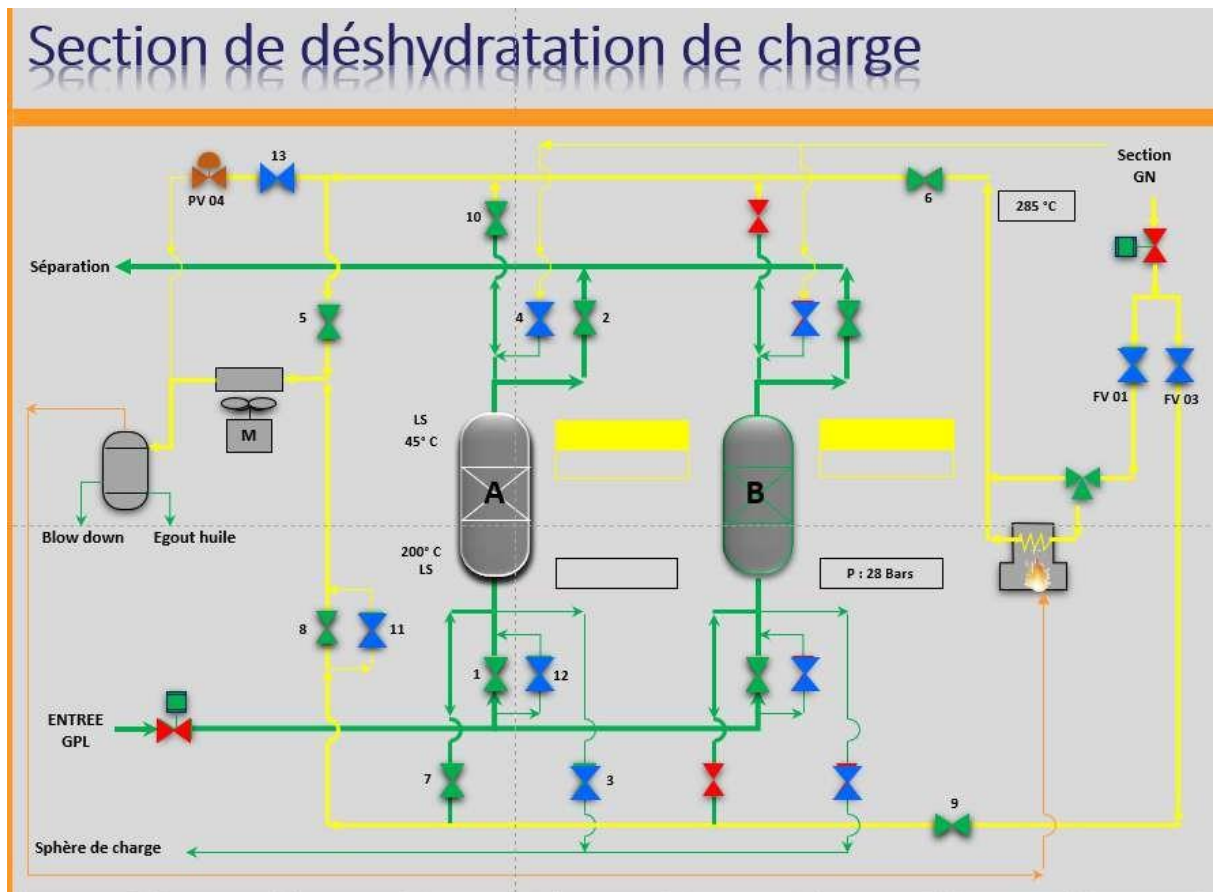 Section de déshydratation de charge
13
PV 04
Section
GN
10
6
285 °C
Séparation
5
4
2
FV 01
FV 03
M
LS
45° C
A
B
Blow down
Egout huile
200° C
LS
P : 28 Bars
8
11
1
12
ENTREE
GPL
7
3
9
Sphère de charge